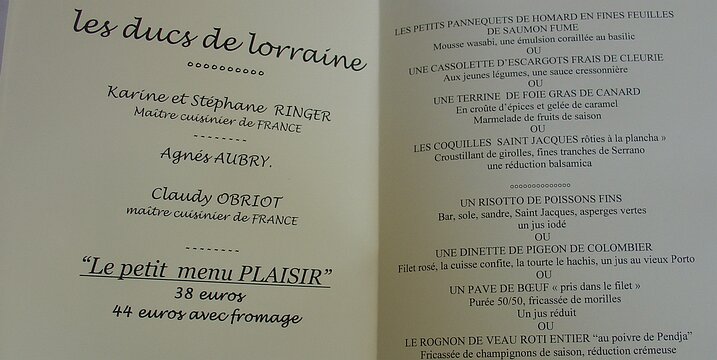 les ducs de lorraine
°°°°°°°°°°
Karine et Stéphane RINGER
Maître cuisinier de FRANCE
--------
Agnés AUBRY.
Claudy OBRIOT
maître cuisinier de FRANCE
--------
“Le petit menu PLAISIR”
38 euros
44 euros avec fromage
LES PETITS PANNEQUETS DE HOMARD EN FINES FEUILLES
DE SAUMON FUME
Mousse wasabi, une émulsion coraillée au basilic
OU
UNE CASSOLETTE D’ESCARGOTS FRAIS DE CLEURIE
Aux jeunes légumes, une sauce cressonnière
OU
UNE TERRINE DE FOIE GRAS DE CANARD
En croûte d’épices et gelée de caramel
Marmelade de fruits de saison
OU
LES COQUILLES SAINT JACQUES rôties à la plancha »
Croustillant de girolles, fines tranches de Serrano
une réduction balsamica
°°°°°°°°°°°°°
UN RISOTTO DE POISSONS FINS
Bar, sole, sandre, Saint Jacques, asperges vertes
un jus iodé
OU
UNE DINETTE DE PIGEON DE COLOMBIER
Filet rosé, la cuisse confite, la tourte le hachis, un jus au vieux Porto
OU
UN PAVE DE BŒUF « pris dans le filet »
Purée 50/50, fricassée de morilles
Un jus réduit
OU
LE ROGNON DE VEAU ROTI ENTIER “au poivre de Pendja”
Fricassée de champignons de saison, réduction crémeuse